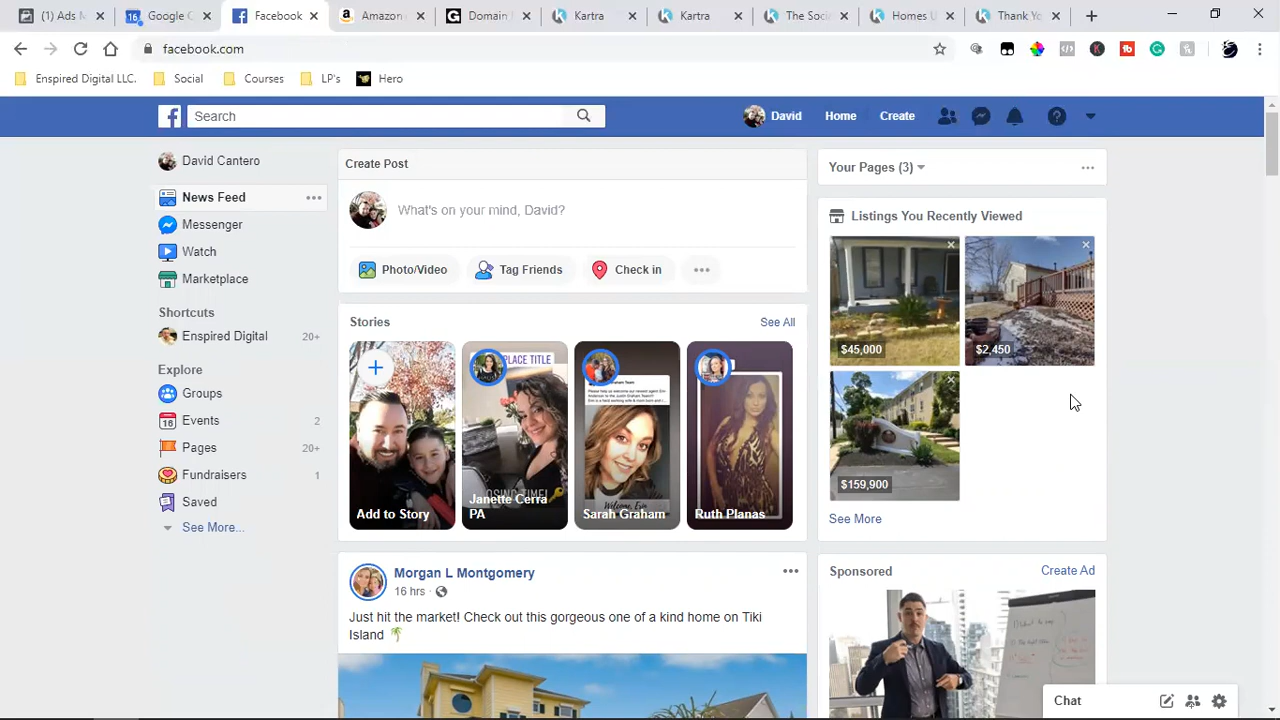 (Ads M
Google C
Facebook
Amazon
Domain
Kartra
Kartra
The Soci
Homes U
Thank Yo
facebook.com
Enspired Digital LLC.
Social
Courses
LP's
Hero
Search
David
Home
Create
David Cantero
News Feed
Messenger
Watch
Marketplace
Shortcuts
Enspired Digital 20+
Explore
Groups
Events 2
Pages 20+
Fundraisers 1
Saved
See More...
Create Post
What's on your mind, David?
Photo/Video
Tag Friends
Check in
Stories
See All
PLACE TITLE
Add to Story
Janette Cerra PA
Sarah Graham
Ruth Planas
Morgan L Montgomery
16 hrs ·
Just hit the market! Check out this gorgeous one of a kind home on Tiki
Island
Your Pages (3)
Listings You Recently Viewed
$45,000
$2,450
$159,900
See More
Sponsored
Create Ad
Chat